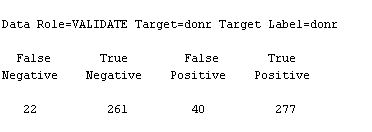 Data Role=VALIDATE Target=donr Target Label=donr
False True False True
Negative Negative Positive Positive
22 261 40 277